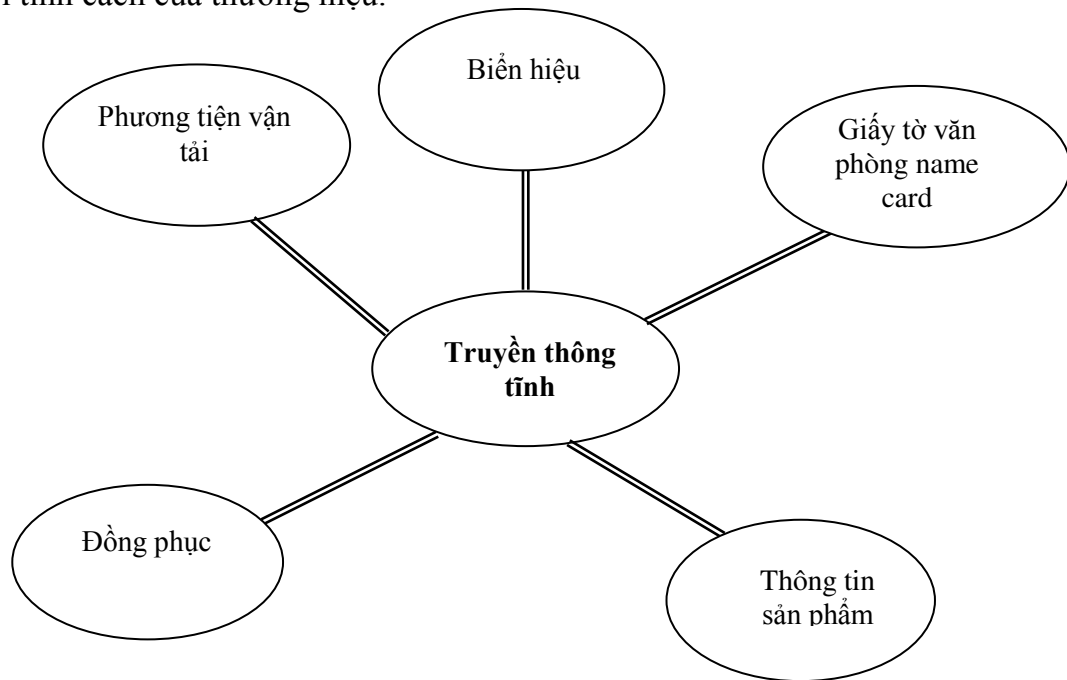 tính cách của thương hiệu.
Biển hiệu
Phương tiện vận
tải
Giấy tờ văn
phòng name
card
Truyền thông
tĩnh
Đồng phục
Thông tin
sản phẩm